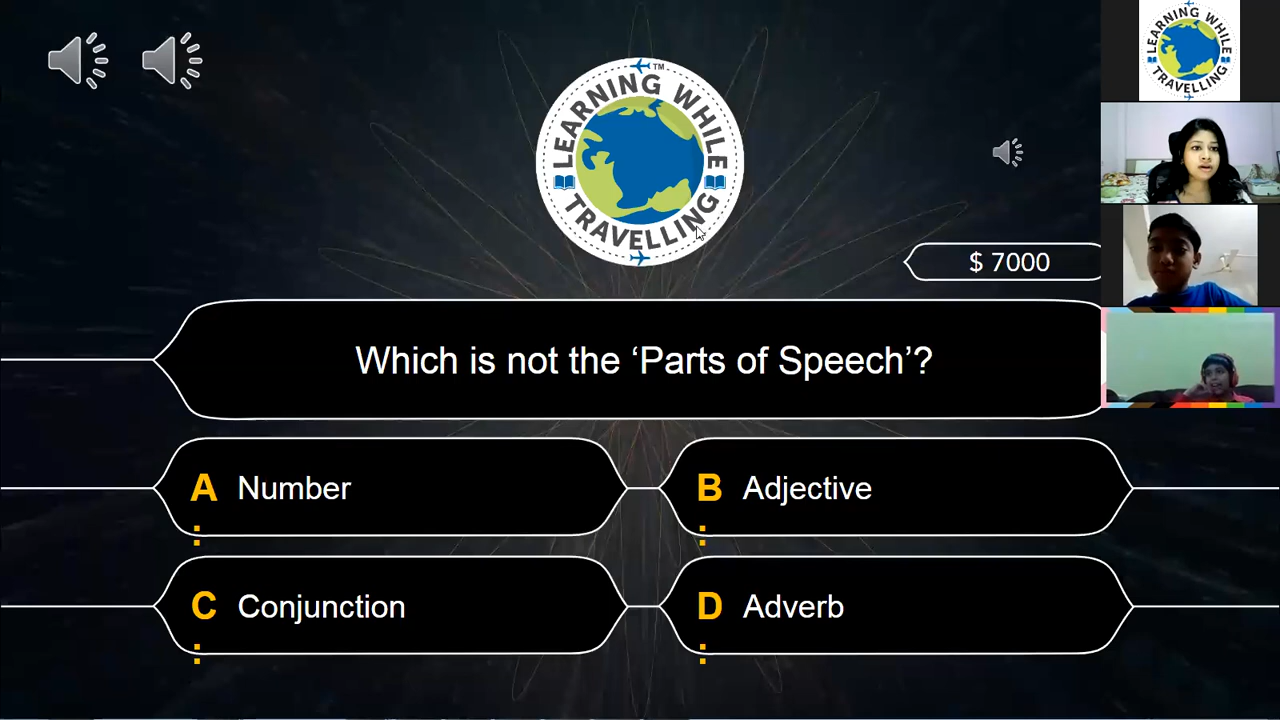 LEARNING WHILE
TRAVELLING
TM
LEARNING WHILE
TRAVELLING
$ 7000
Which is not the ‘Parts of Speech’?
A: Number
B: Adjective
C: Conjunction
D: Adverb